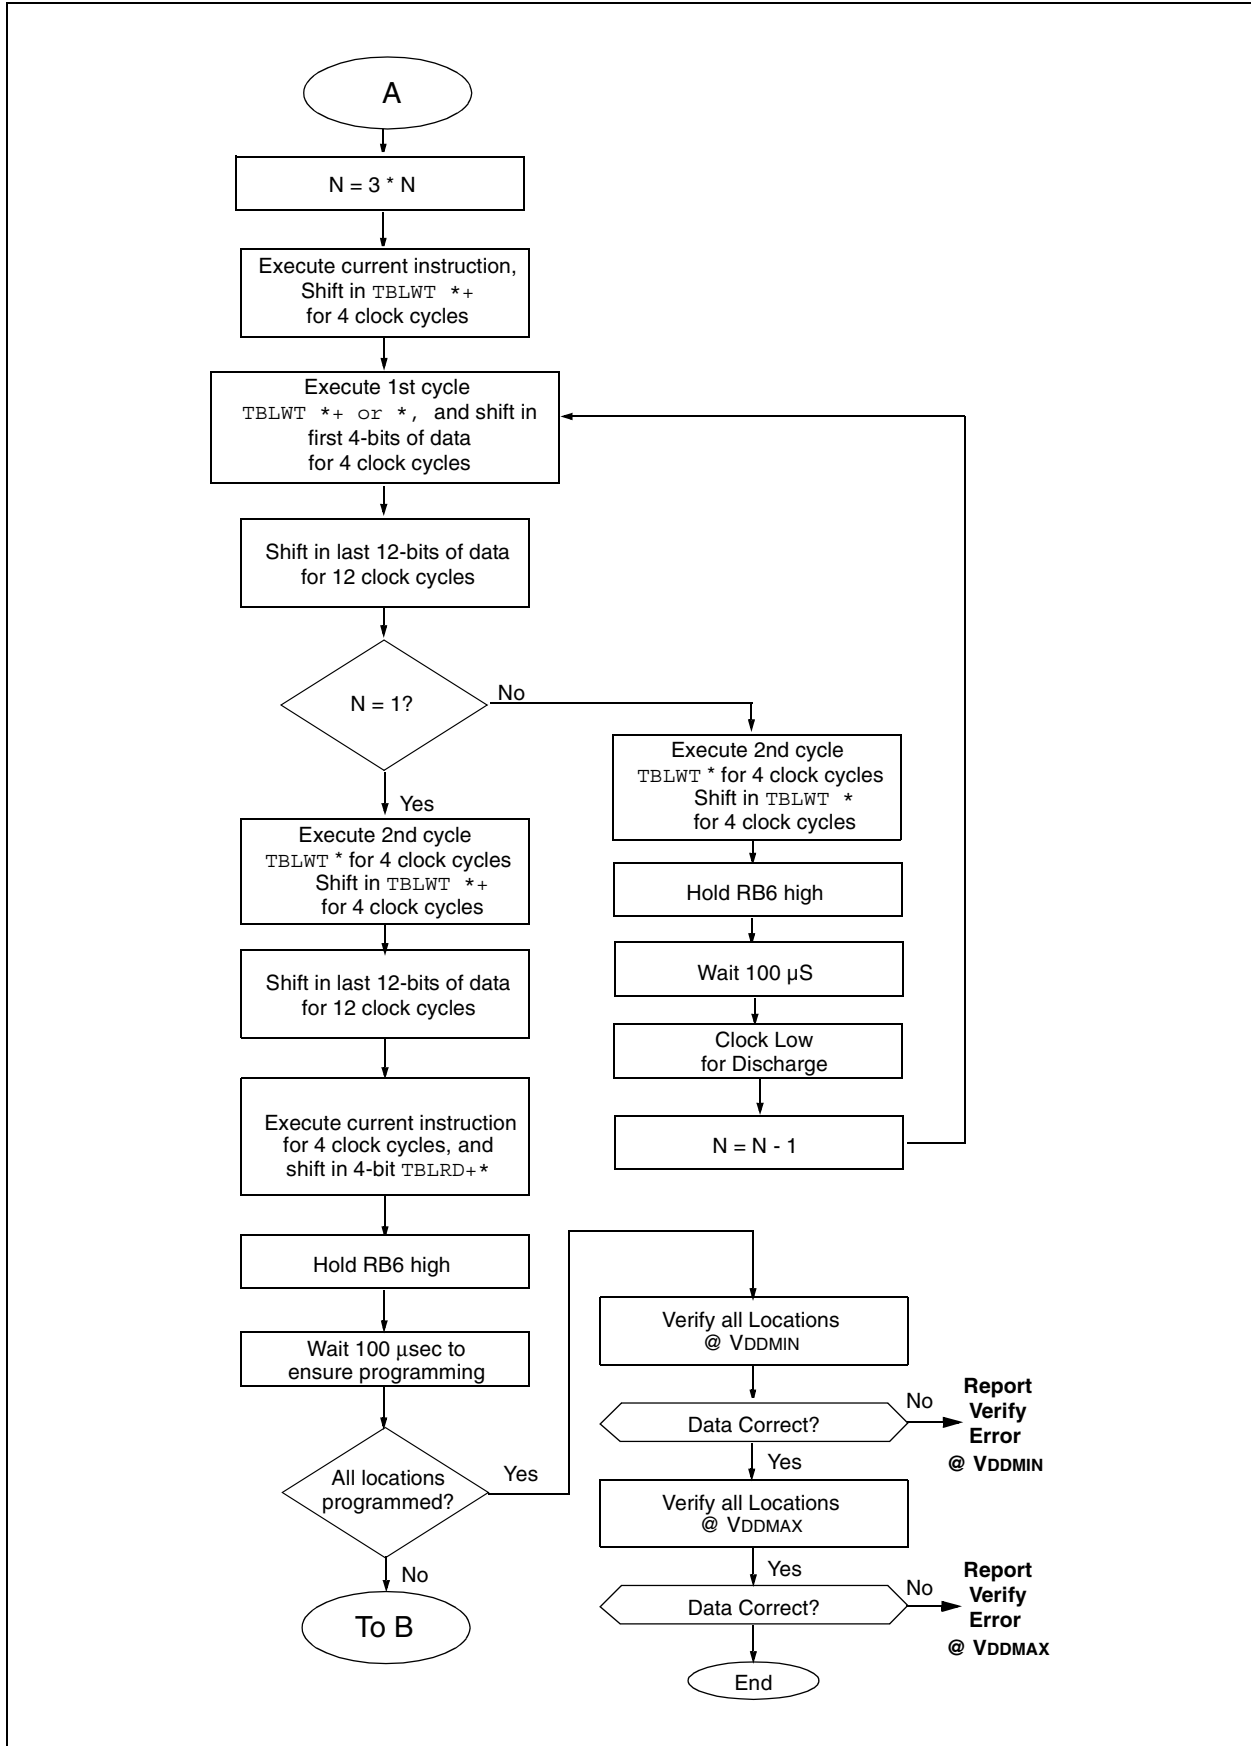 A
N = 3 * N
Execute current instruction,
Shift in TBLWT *+
for 4 clock cycles
Execute 1st cycle
TBLWT *+ or *, and shift in
first 4-bits of data
for 4 clock cycles
Shift in last 12-bits of data
for 12 clock cycles
N = 1?
No
Yes
Execute 2nd cycle
TBLWT * for 4 clock cycles
Shift in TBLWT *
for 4 clock cycles
Hold RB6 high
Wait 100 µS
Clock Low
for Discharge
N = N - 1
Execute 2nd cycle
TBLWT * for 4 clock cycles
Shift in TBLWT *+
for 4 clock cycles
Shift in last 12-bits of data
for 12 clock cycles
Execute current instruction
for 4 clock cycles, and
shift in 4-bit TBLRD+*
Hold RB6 high
Wait 100 µsec to
ensure programming
All locations
programmed?
Yes
No
To B
Verify all Locations
@ VDDMIN
Data Correct?
No
Report
Verify
Error
@ VDDMIN
Yes
Verify all Locations
@ VDDMAX
Yes
Data Correct?
No
Report
Verify
Error
@ VDDMAX
End